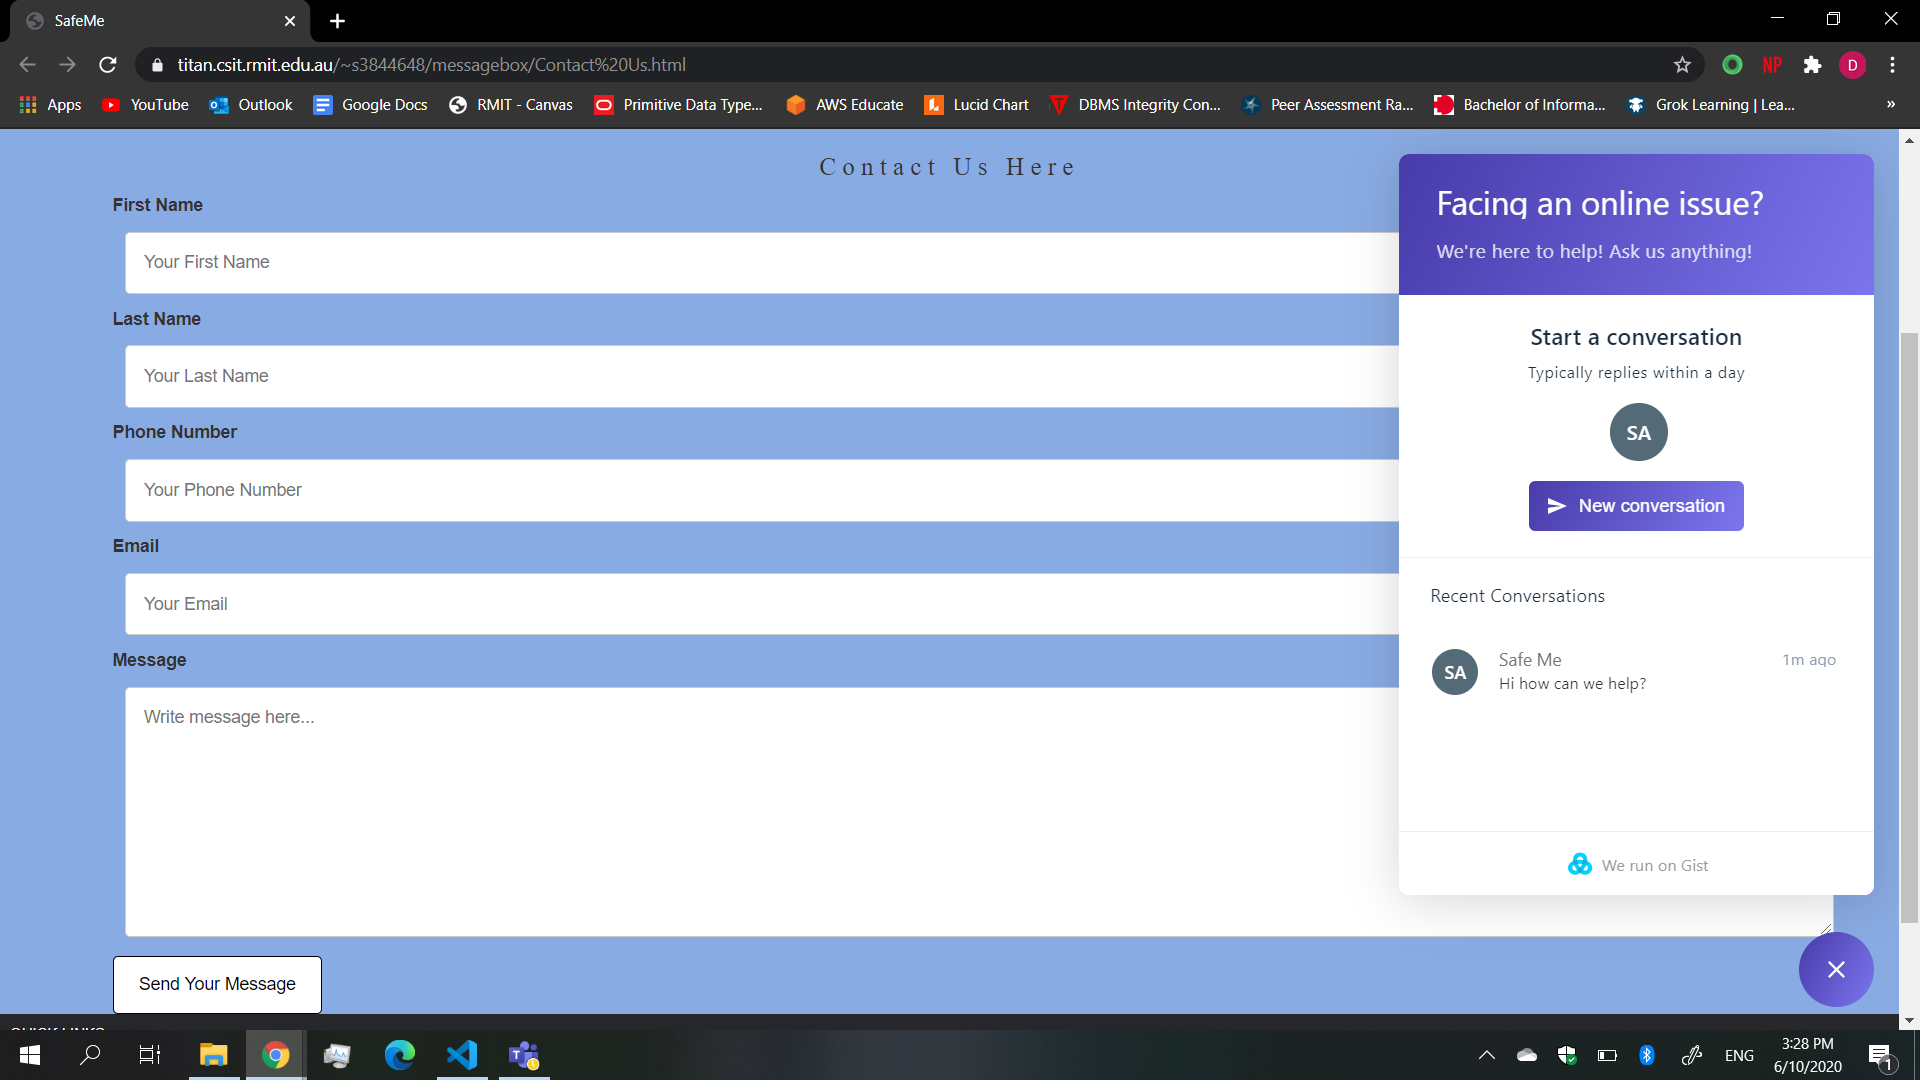 SafeMe
titan.csit.rmit.edu.au/~s3844648/messagebox/Contact%20Us.html
NP
D
Apps
YouTube
Outlook
Google Docs
RMIT - Canvas
Primitive Data Type...
AWS Educate
Lucid Chart
DBMS Integrity Con...
Peer Assessment Ra...
Bachelor of Informa...
Grok Learning | Lea...
»
Contact Us Here
First Name
Your First Name
Last Name
Your Last Name
Phone Number
Your Phone Number
Email
Your Email
Message
Write message here...
Send Your Message
QUICK LINKS
Facing an online issue?
We're here to help! Ask us anything!
Start a conversation
Typically replies within a day
SA
New conversation
Recent Conversations
SA
Safe Me
1m ago
Hi how can we help?
We run on Gist
ENG
3:28 PM
6/10/2020
1